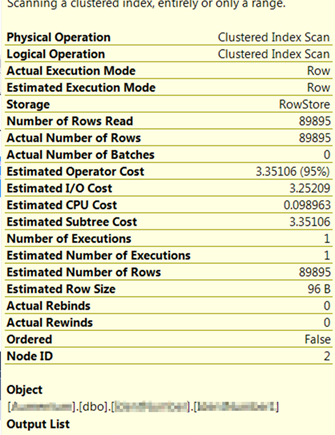 Scanning a clustered index, entirely or only a range.
Physical Operation Clustered Index Scan
Logical Operation Clustered Index Scan
Actual Execution Mode Row
Estimated Execution Mode Row
Storage RowStore
Number of Rows Read 89895
Actual Number of Rows 89895
Actual Number of Batches 0
Estimated Operator Cost 3.35106 (95%)
Estimated I/O Cost 3.25209
Estimated CPU Cost 0.098963
Estimated Subtree Cost 3.35106
Number of Executions 1
Estimated Number of Executions 1
Estimated Number of Rows 89895
Estimated Row Size 96 B
Actual Rebinds 0
Actual Rewinds 0
Ordered False
Node ID 2
Object
].[dbo].[
Output List